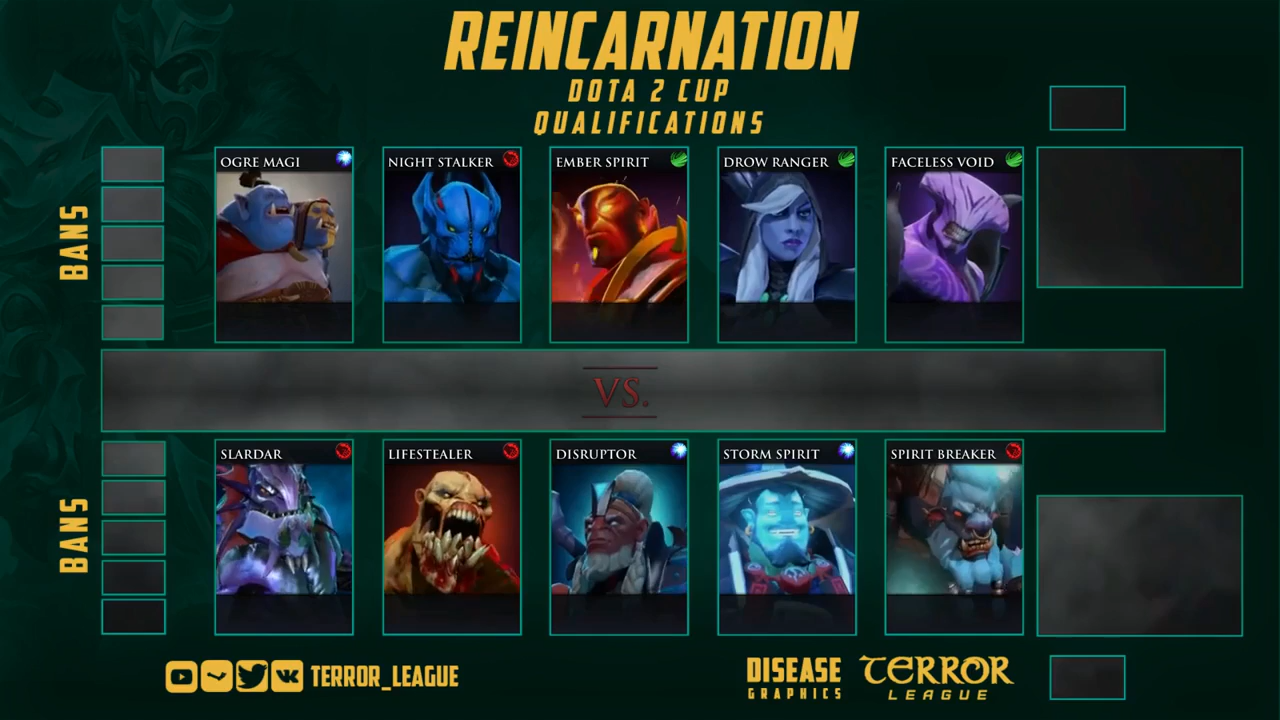 REINCARNATION
DOTA 2 CUP
QUALIFICATIONS
BANS
OGRE MAGI
NIGHT STALKER
EMBER SPIRIT
DROW RANGER
FACELESS VOID
VS.
BANS
SLARDAR
LIFESTEALER
DISRUPTOR
STORM SPIRIT
SPIRIT BREAKER
TERROR_LEAGUE
DISEASE
GRAPHICS
TERROR
LEAGUE